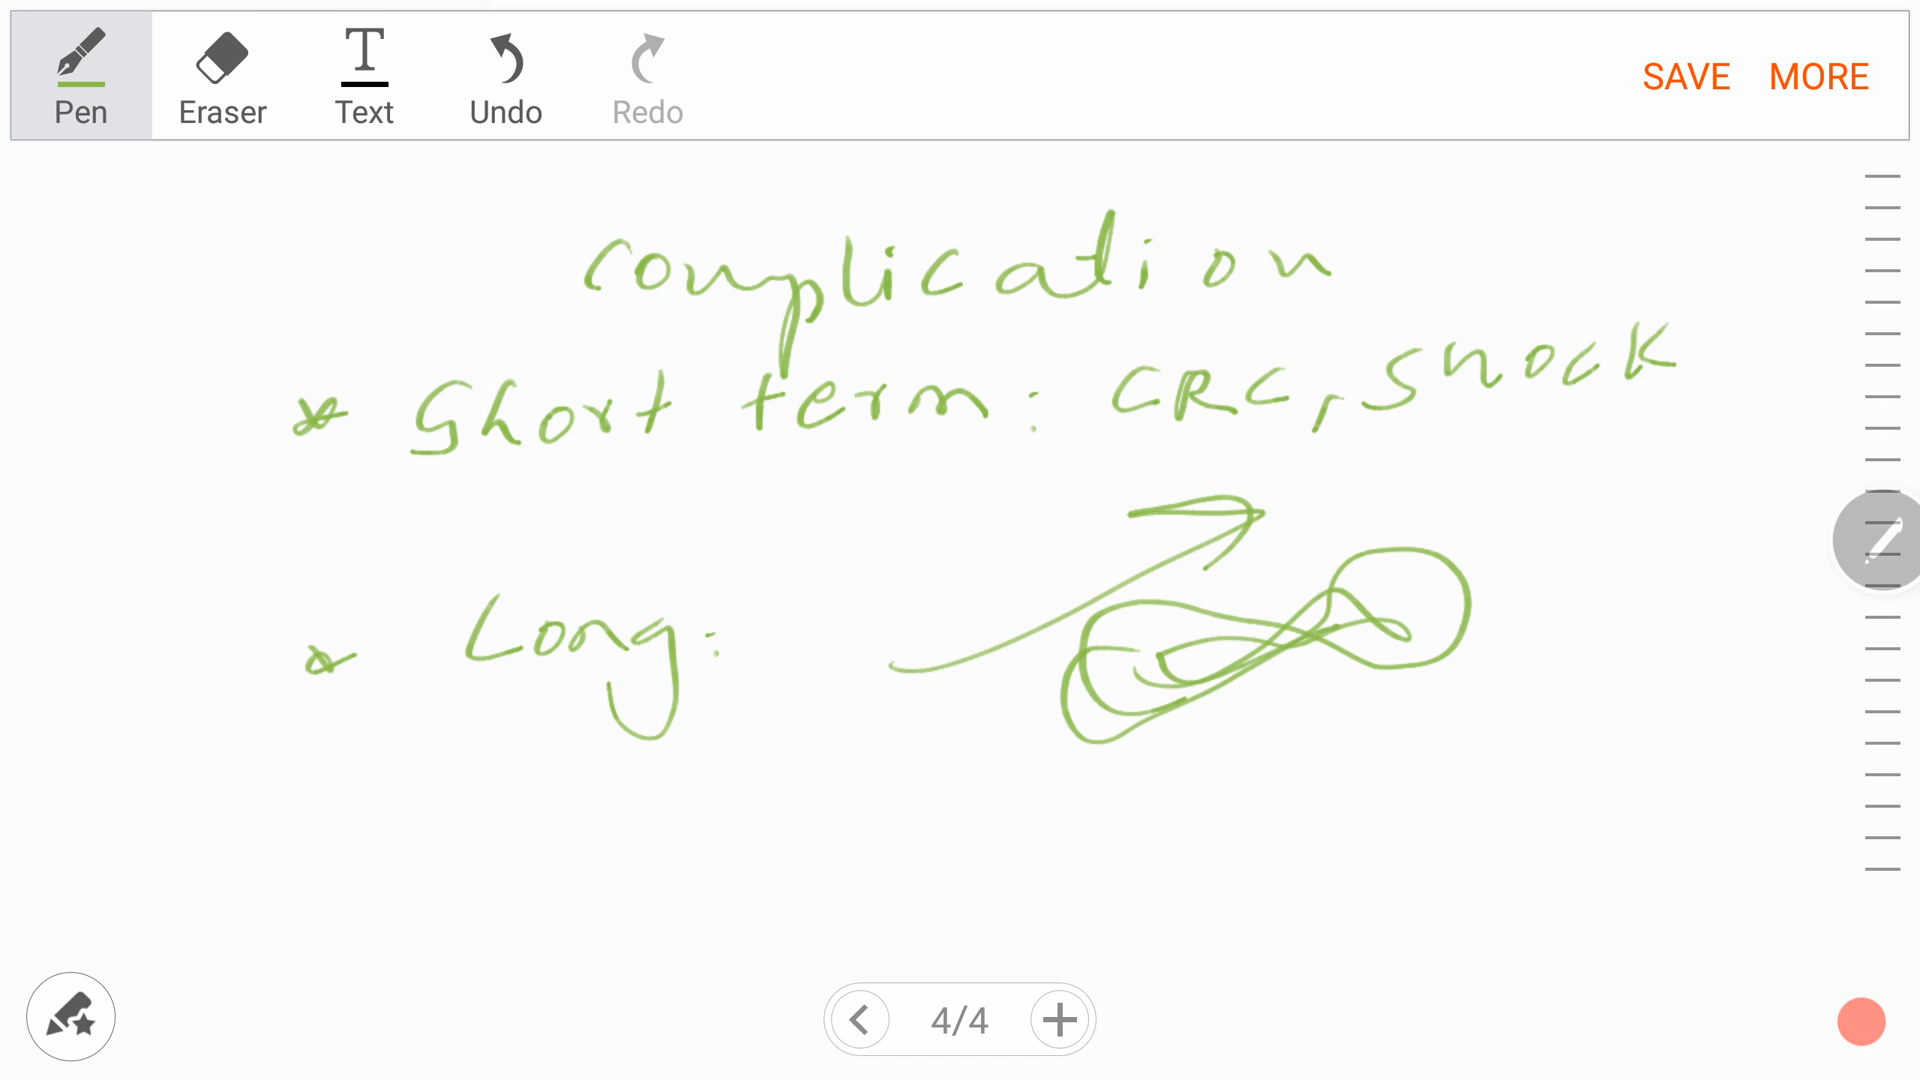 Pen Eraser Text Undo Redo SAVE MORE
complication
* Short term: CRC, Shock
* Long:
4/4